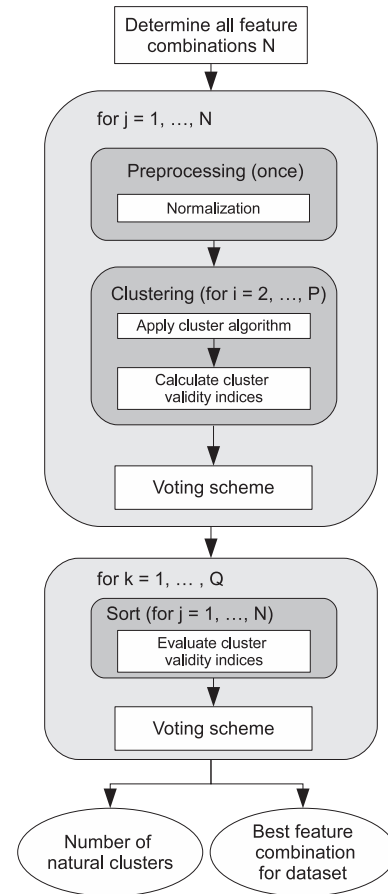 Determine all feature
combinations N
for j = 1, …, N
Preprocessing (once)
Normalization
Clustering (for i = 2, …, P)
Apply cluster algorithm
Calculate cluster
validity indices
Voting scheme
for k = 1, … , Q
Sort (for j = 1, …, N)
Evaluate cluster
validity indices
Voting scheme
Number of
natural clusters
Best feature
combination
for dataset